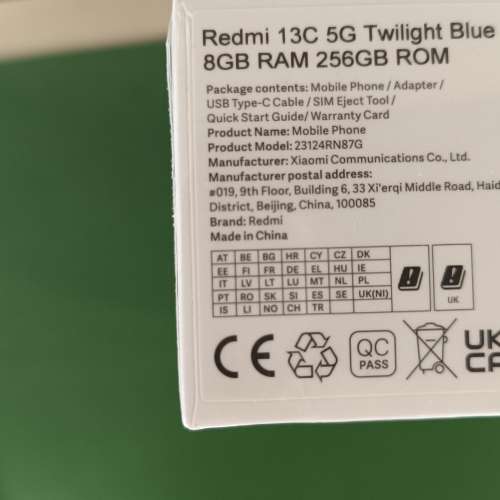 Redmi 13C 5G Twilight Blue
8GB RAM 256GB ROM
Package contents: Mobile Phone / Adapter /
USB Type-C Cable / SIM Eject Tool /
Quick Start Guide/ Warranty Card
Product Name: Mobile Phone
Product Model: 23124RN87G
Manufacturer: Xiaomi Communications Co., Ltd.
Manufacturer postal address:
#019, 9th Floor, Building 6, 33 Xi'erqi Middle Road, Haid
District, Beijing, China, 100085
Brand: Redmi
Made in China
AT BE BG HR CY CZ DK
EE FI FR DE EL HU IE
IT LV LT LU MT NL PL
PT RO SK SI ES SE UK(NI)
IS LI NO CH TR
UK
CE
QC
PASS
UK
CA